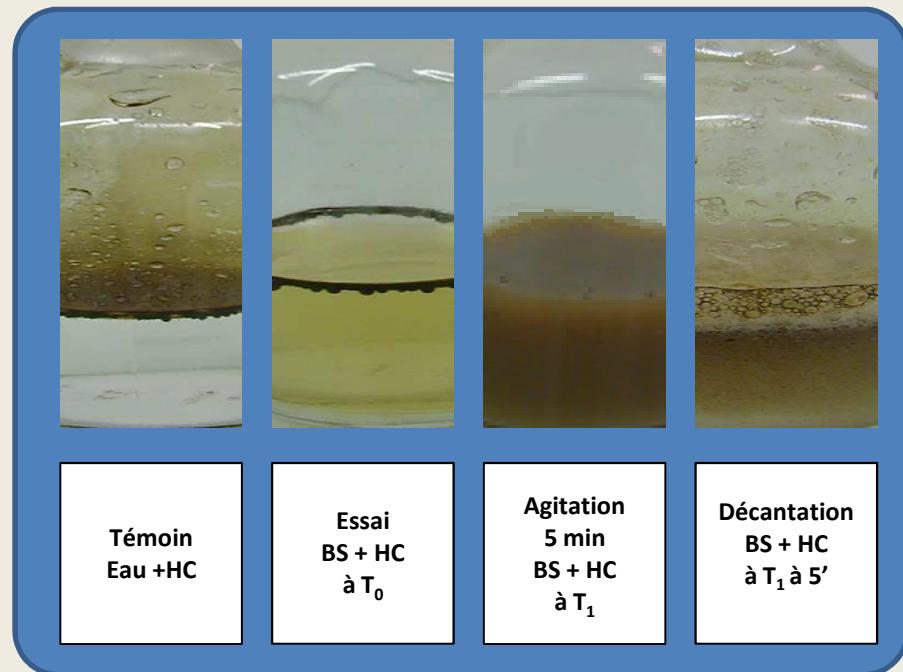 Témoin
Eau +HC
Essai
BS + HC
à T₀
Agitation
5 min
BS + HC
à T₁
Décantation
BS + HC
à T₁ à 5’